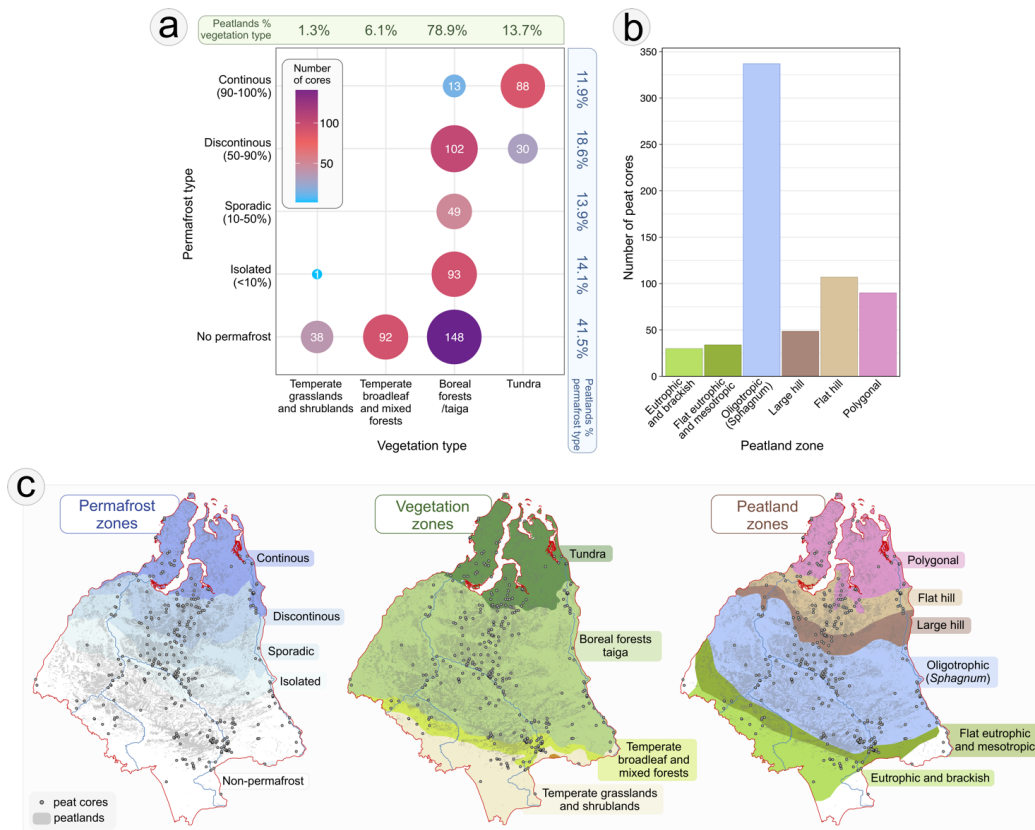 a
Peatlands %
vegetation type
1.3%
6.1%
78.9%
13.7%
Number
of cores
100
50
Permafrost type
Continous
(90-100%)
Discontinous
(50-90%)
Sporadic
(10-50%)
Isolated
(<10%)
No permafrost
13
88
102
30
49
1
93
38
92
148
11.9%
18.6%
13.9%
14.1%
41.5%
Peatlands %
permafrost type
Temperate
grasslands
and shrublands
Temperate
broadleaf
and mixed
forests
Boreal
forests
/taiga
Tundra
Vegetation type
b
Number of peat cores
350
300
250
200
150
100
50
0
Eutrophic
and brackish
Flat eutrophic
and mesotropic
Oligotropic
(Sphagnum)
Large hill
Flat hill
Polygonal
Peatland zone
c
Permafrost
zones
Continous
Discontinous
Sporadic
Isolated
Non-permafrost
peat cores
peatlands
Vegetation zones
Tundra
Boreal forests
taiga
Temperate
broadleaf and
mixed forests
Temperate grasslands
and shrublands
Peatland
zones
Polygonal
Flat hill
Large hill
Oligotrophic
(Sphagnum)
Flat eutrophic
and mesotropic
Eutrophic and brackish